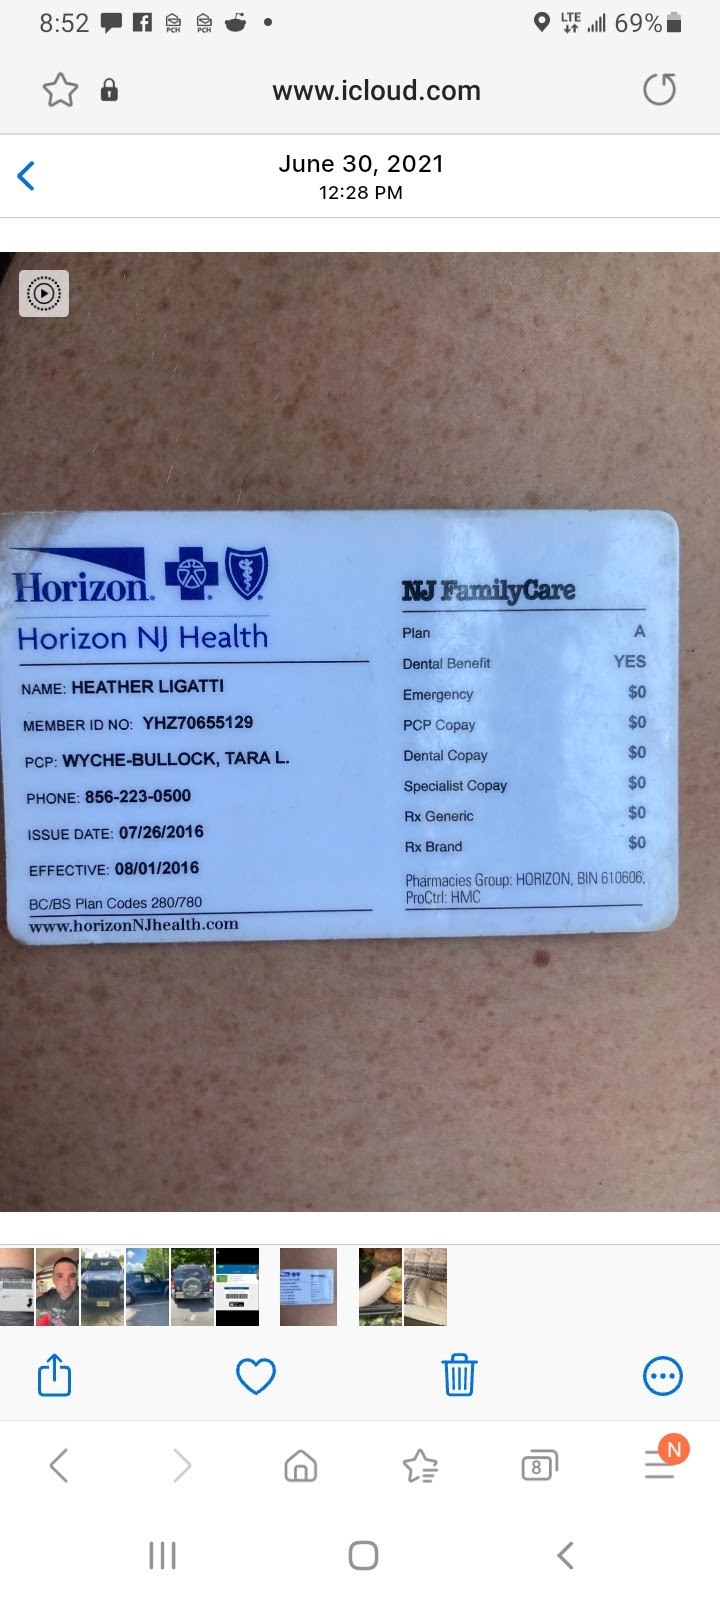 8:52
PCH PCH
LTE 69%
www.icloud.com
June 30, 2021
12:28 PM
Horizon®
Horizon NJ Health
NAME: HEATHER LIGATTI
MEMBER ID NO: YHZ70655129
PCP: WYCHE-BULLOCK, TARA L.
PHONE: 856-223-0500
ISSUE DATE: 07/26/2016
EFFECTIVE: 08/01/2016
BC/BS Plan Codes 280/780
www.horizonNJhealth.com
NJ FamilyCare
Plan A
Dental Benefit YES
Emergency $0
PCP Copay $0
Dental Copay $0
Specialist Copay $0
Rx Generic $0
Rx Brand $0
Pharmacies Group: HORIZON, BIN 610606,
ProCtrl: HMC
8
N